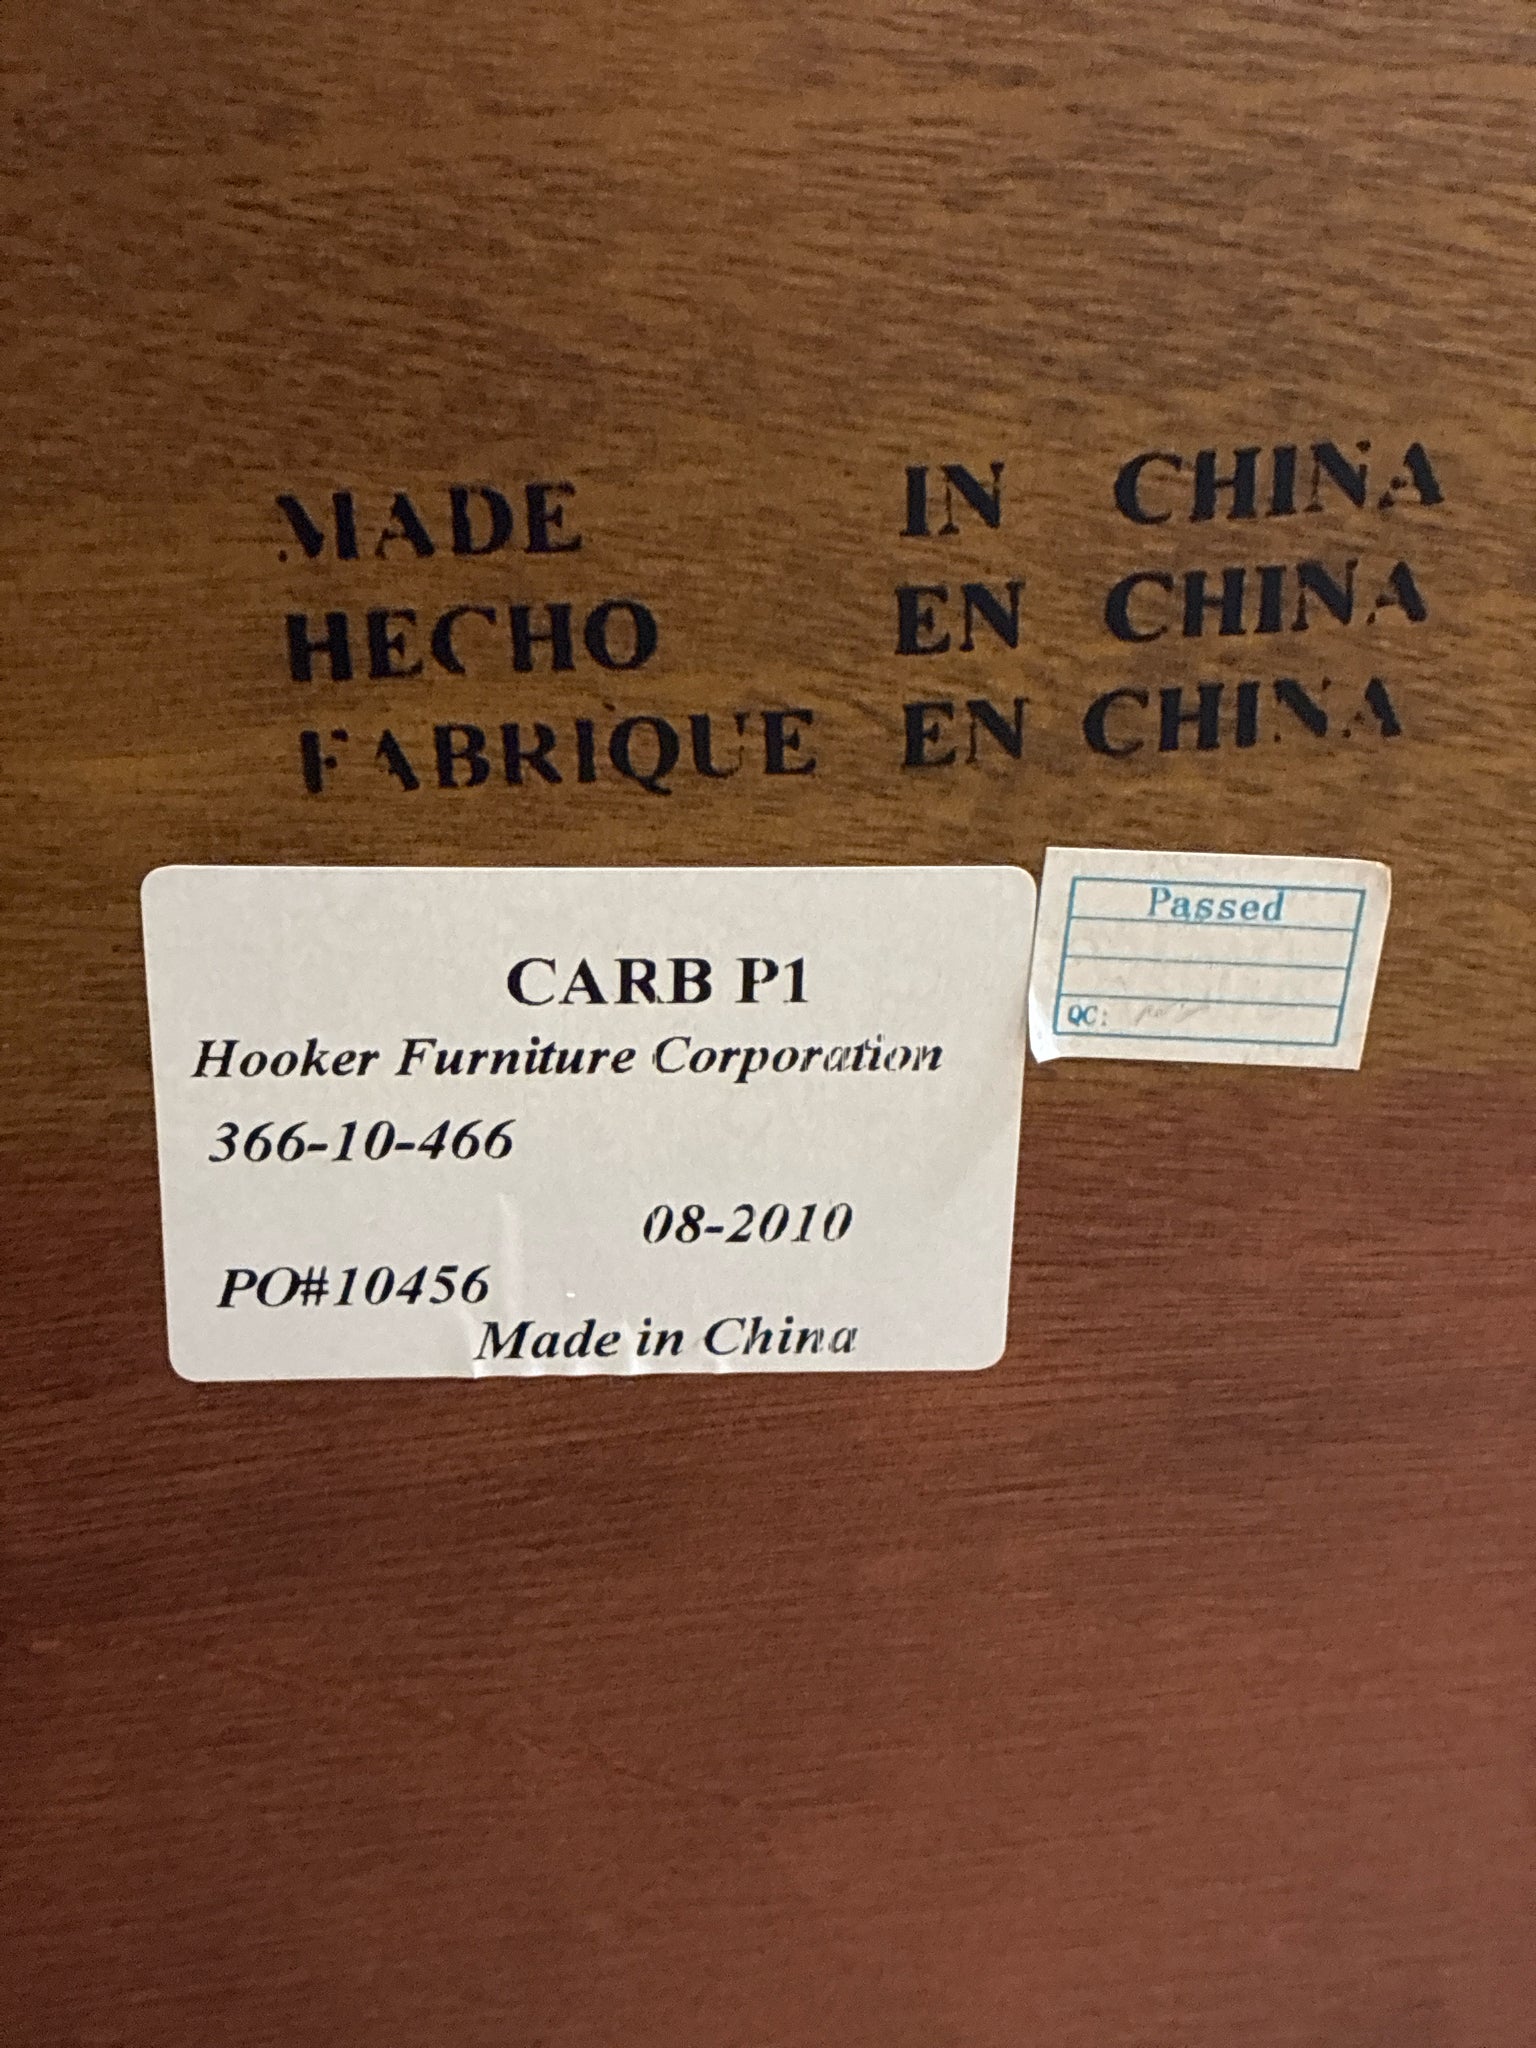 MADE IN CHINA
HECHO EN CHINA
FABRIQUE EN CHINA
CARB P1
Hooker Furniture Corporation
366-10-466
08-2010
PO#10456
Made in China
Passed
QC: